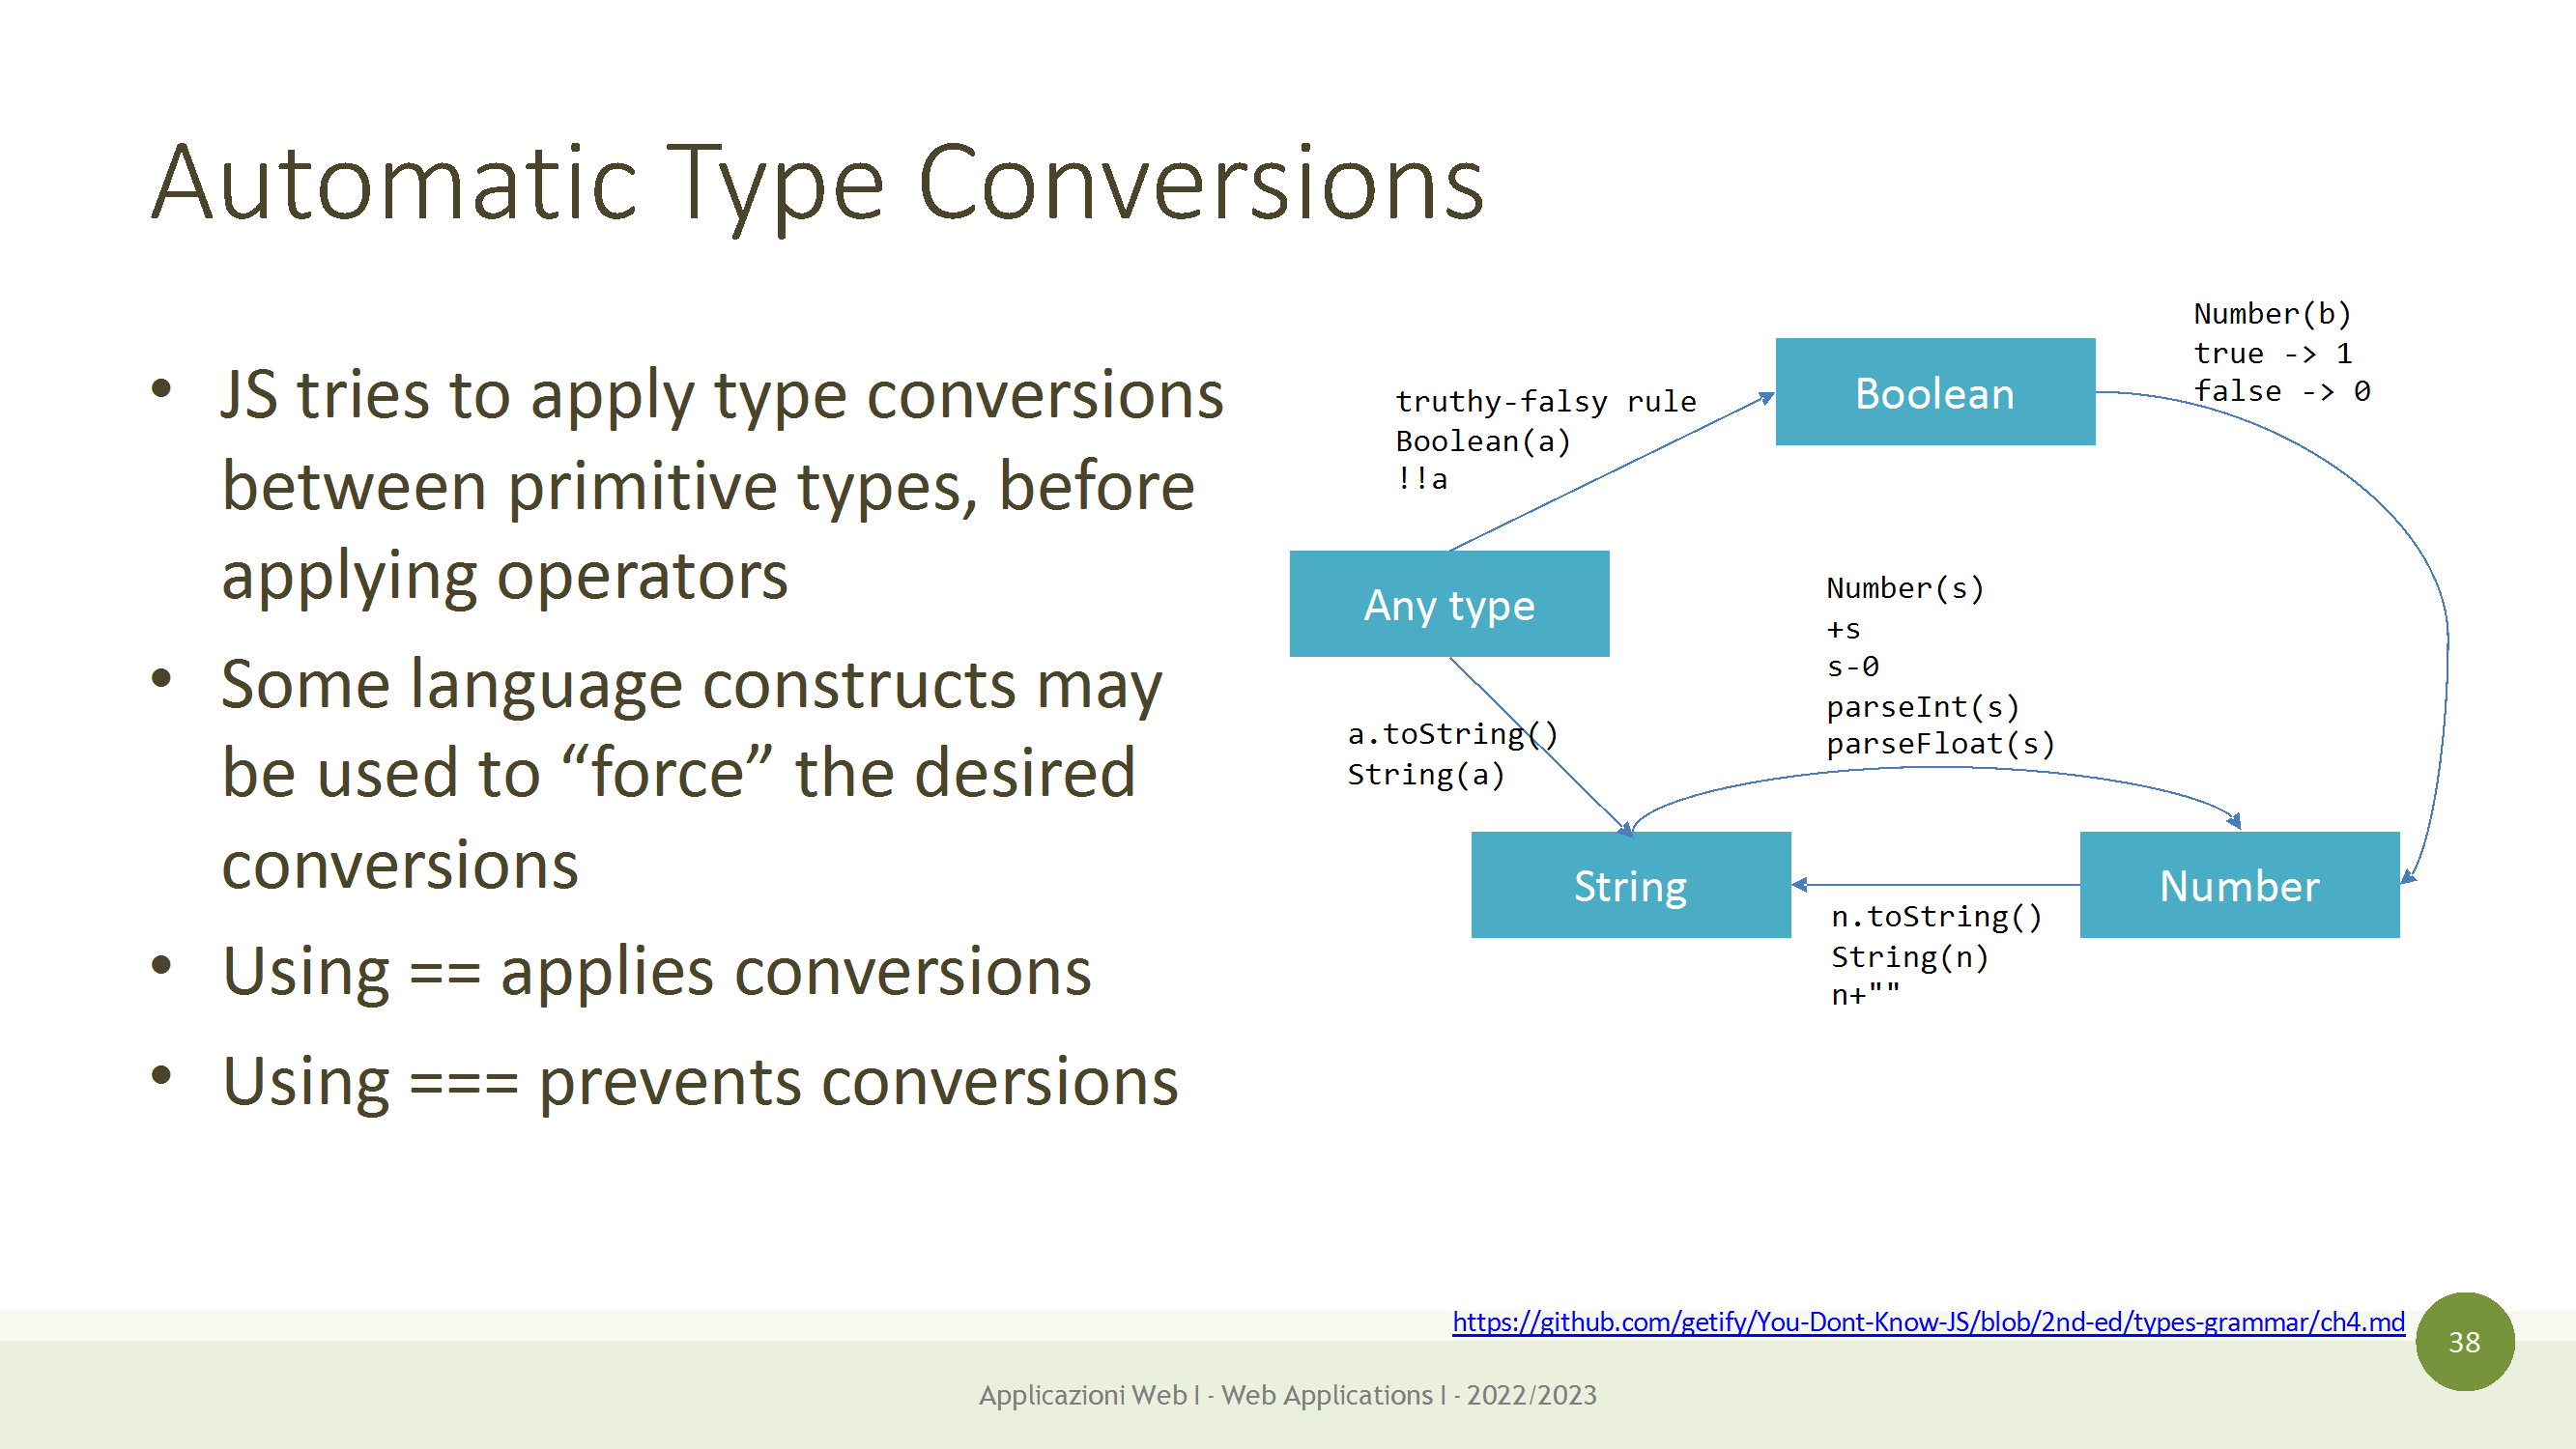 Automatic Type Conversions
• JS tries to apply type conversions
between primitive types, before
applying operators
• Some language constructs may
be used to “force” the desired
conversions
• Using == applies conversions
• Using === prevents conversions
Number(b)
true -> 1
false -> 0
Boolean
truthy-falsy rule
Boolean(a)
!!a
Any type
Number(s)
+s
s-0
parseInt(s)
parseFloat(s)
a.toString()
String(a)
String
Number
n.toString()
String(n)
n+""
https://github.com/getify/You-Dont-Know-JS/blob/2nd-ed/types-grammar/ch4.md
38
Applicazioni Web I - Web Applications I - 2022/2023